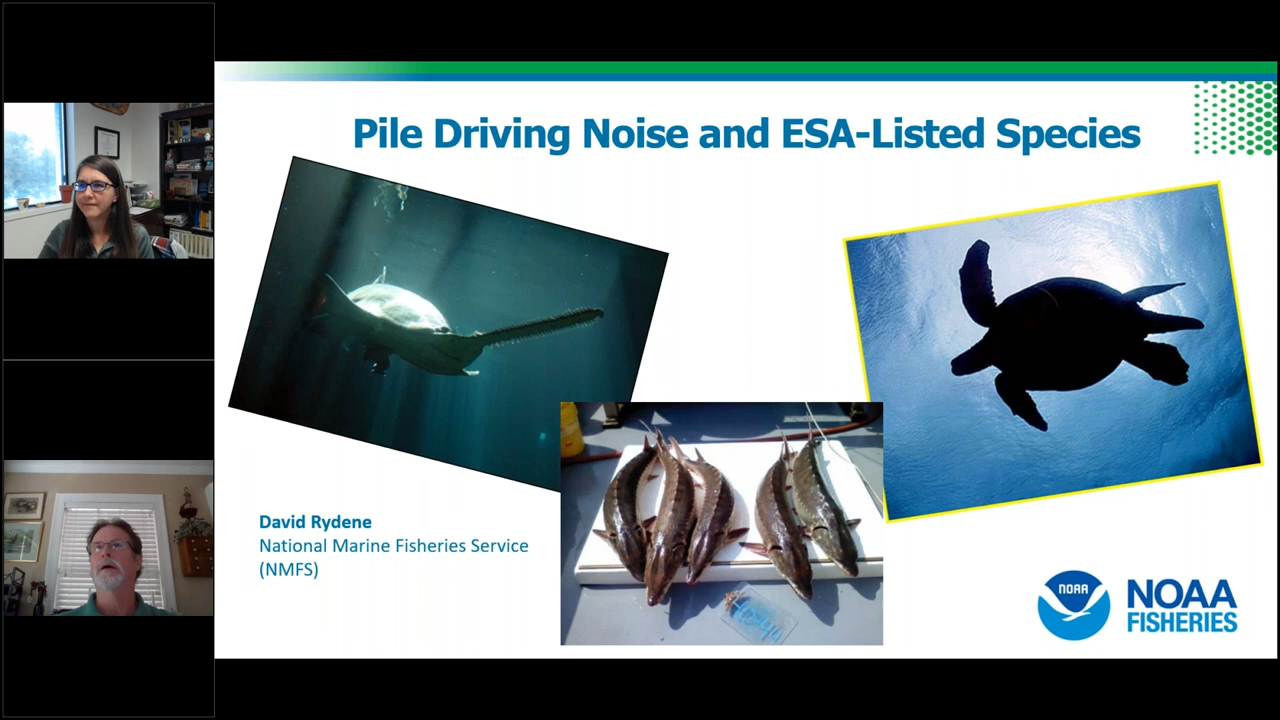 Pile Driving Noise and ESA-Listed Species
David Rydene
National Marine Fisheries Service
(NMFS)
NOAA
NOAA
FISHERIES